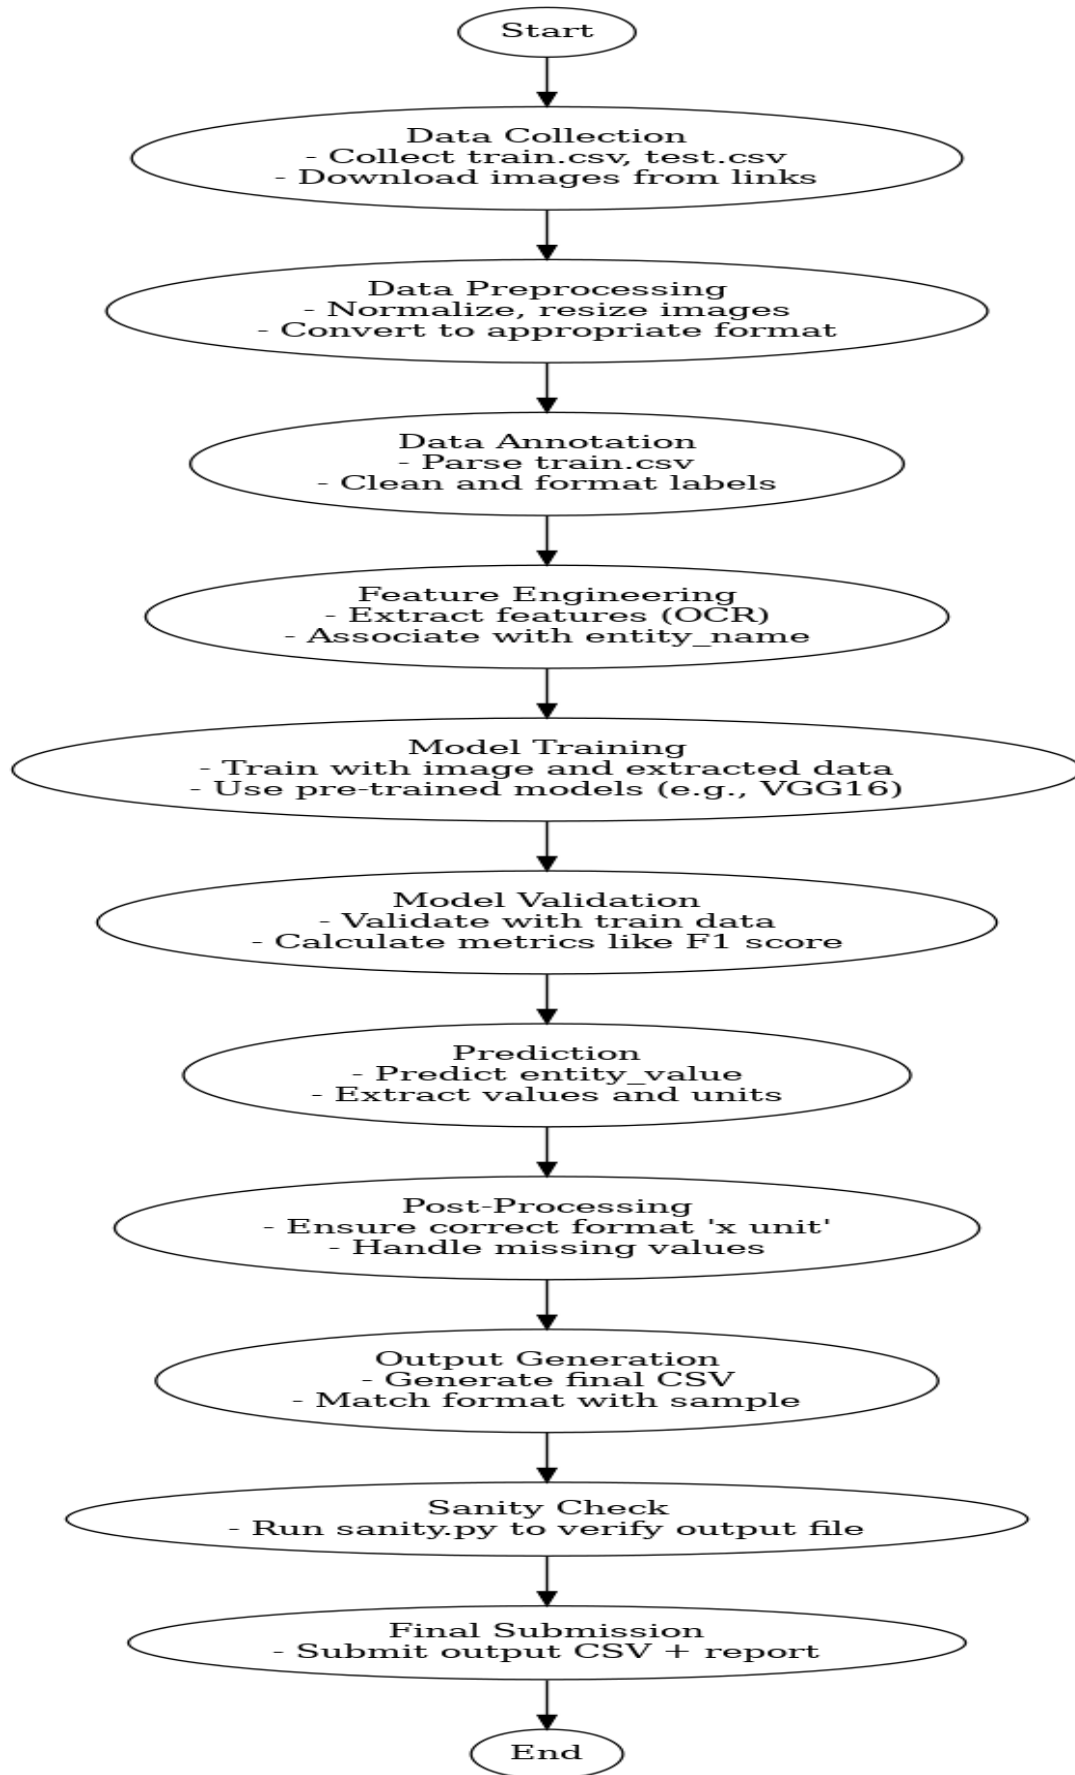 Start
Data Collection
- Collect train.csv, test.csv
- Download images from links
Data Preprocessing
- Normalize, resize images
- Convert to appropriate format
Data Annotation
- Parse train.csv
- Clean and format labels
Feature Engineering
- Extract features (OCR)
- Associate with entity_name
Model Training
- Train with image and extracted data
- Use pre-trained models (e.g., VGG16)
Model Validation
- Validate with train data
- Calculate metrics like F1 score
Prediction
- Predict entity_value
- Extract values and units
Post-Processing
- Ensure correct format 'x unit'
- Handle missing values
Output Generation
- Generate final CSV
- Match format with sample
Sanity Check
- Run sanity.py to verify output file
Final Submission
- Submit output CSV + report
End